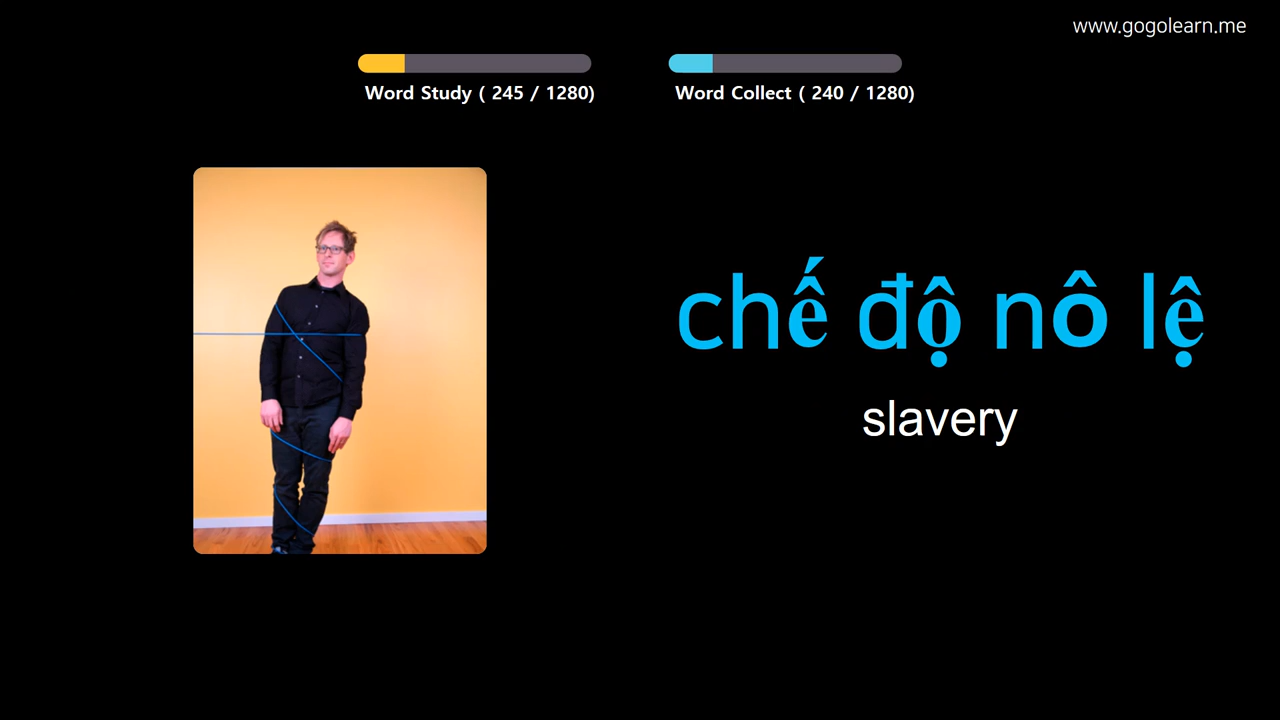 www.gogolearn.me
Word Study ( 245 / 1280)
Word Collect ( 240 / 1280)
chế độ nô lệ
slavery